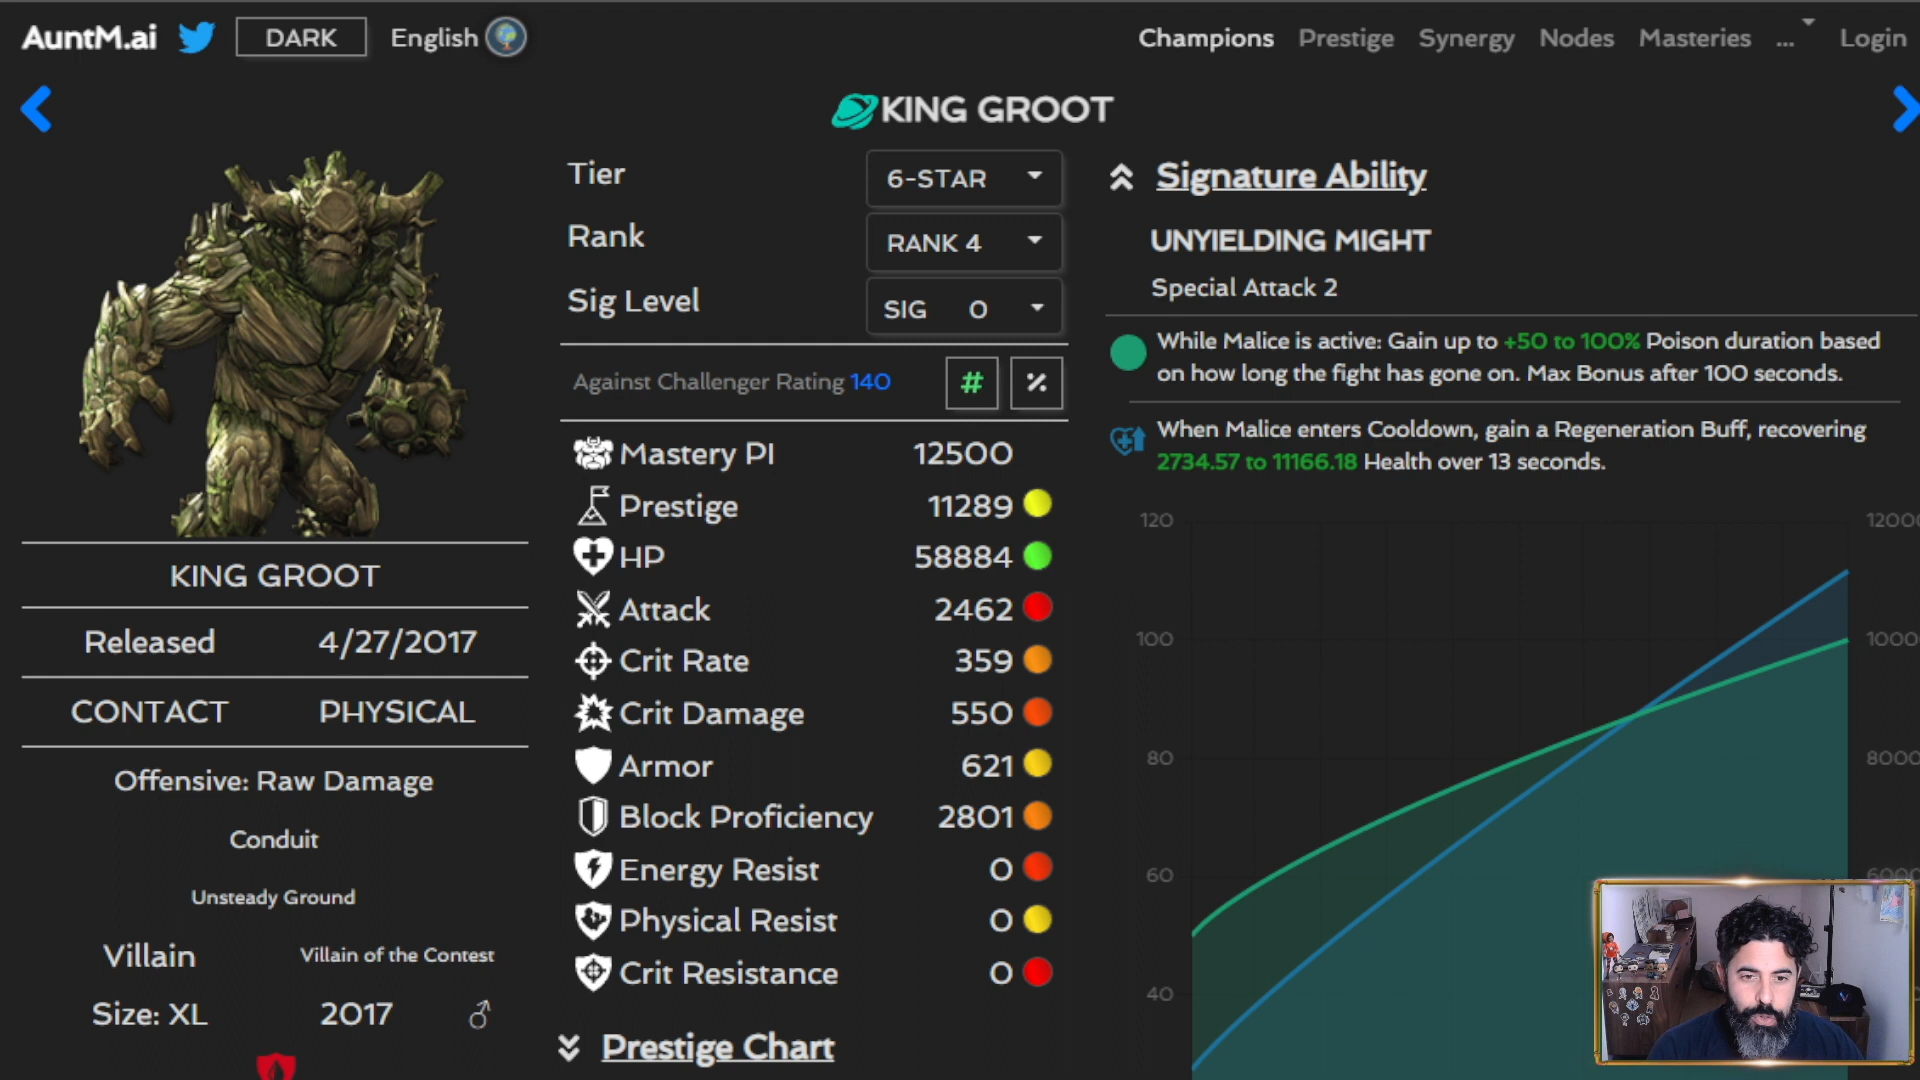 AuntM.ai DARK English Champions Prestige Synergy Nodes Masteries ... Login
KING GROOT
Tier 6-STAR
Rank RANK 4
Sig Level SIG 0
Against Challenger Rating 140 # %
Mastery PI 12500
Prestige 11289
HP 58884
Attack 2462
Crit Rate 359
Crit Damage 550
Armor 621
Block Proficiency 2801
Energy Resist 0
Physical Resist 0
Crit Resistance 0
Prestige Chart
KING GROOT
Released 4/27/2017
CONTACT PHYSICAL
Offensive: Raw Damage
Conduit
Unsteady Ground
Villain Villain of the Contest
Size: XL 2017
Signature Ability
UNYIELDING MIGHT
Special Attack 2
While Malice is active: Gain up to +50 to 100% Poison duration based
on how long the fight has gone on. Max Bonus after 100 seconds.
When Malice enters Cooldown, gain a Regeneration Buff, recovering
2734.57 to 11166.18 Health over 13 seconds.
120
100
80
60
40